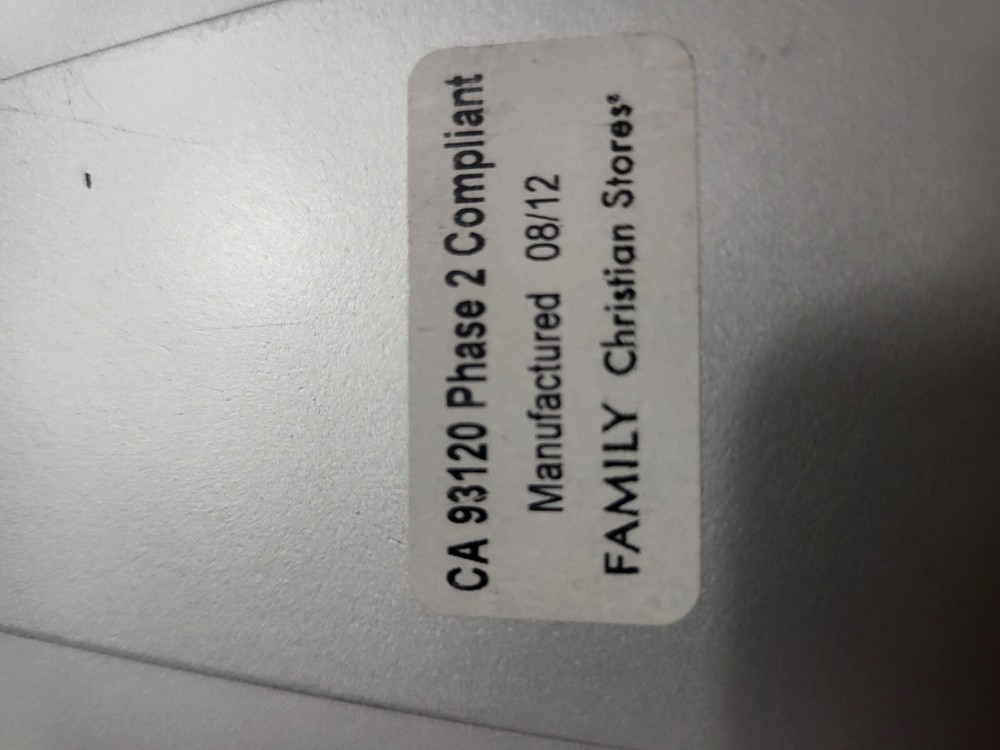 CA 93120 Phase 2 Compliant
Manufactured 08/12
FAMILY Christian Stores®